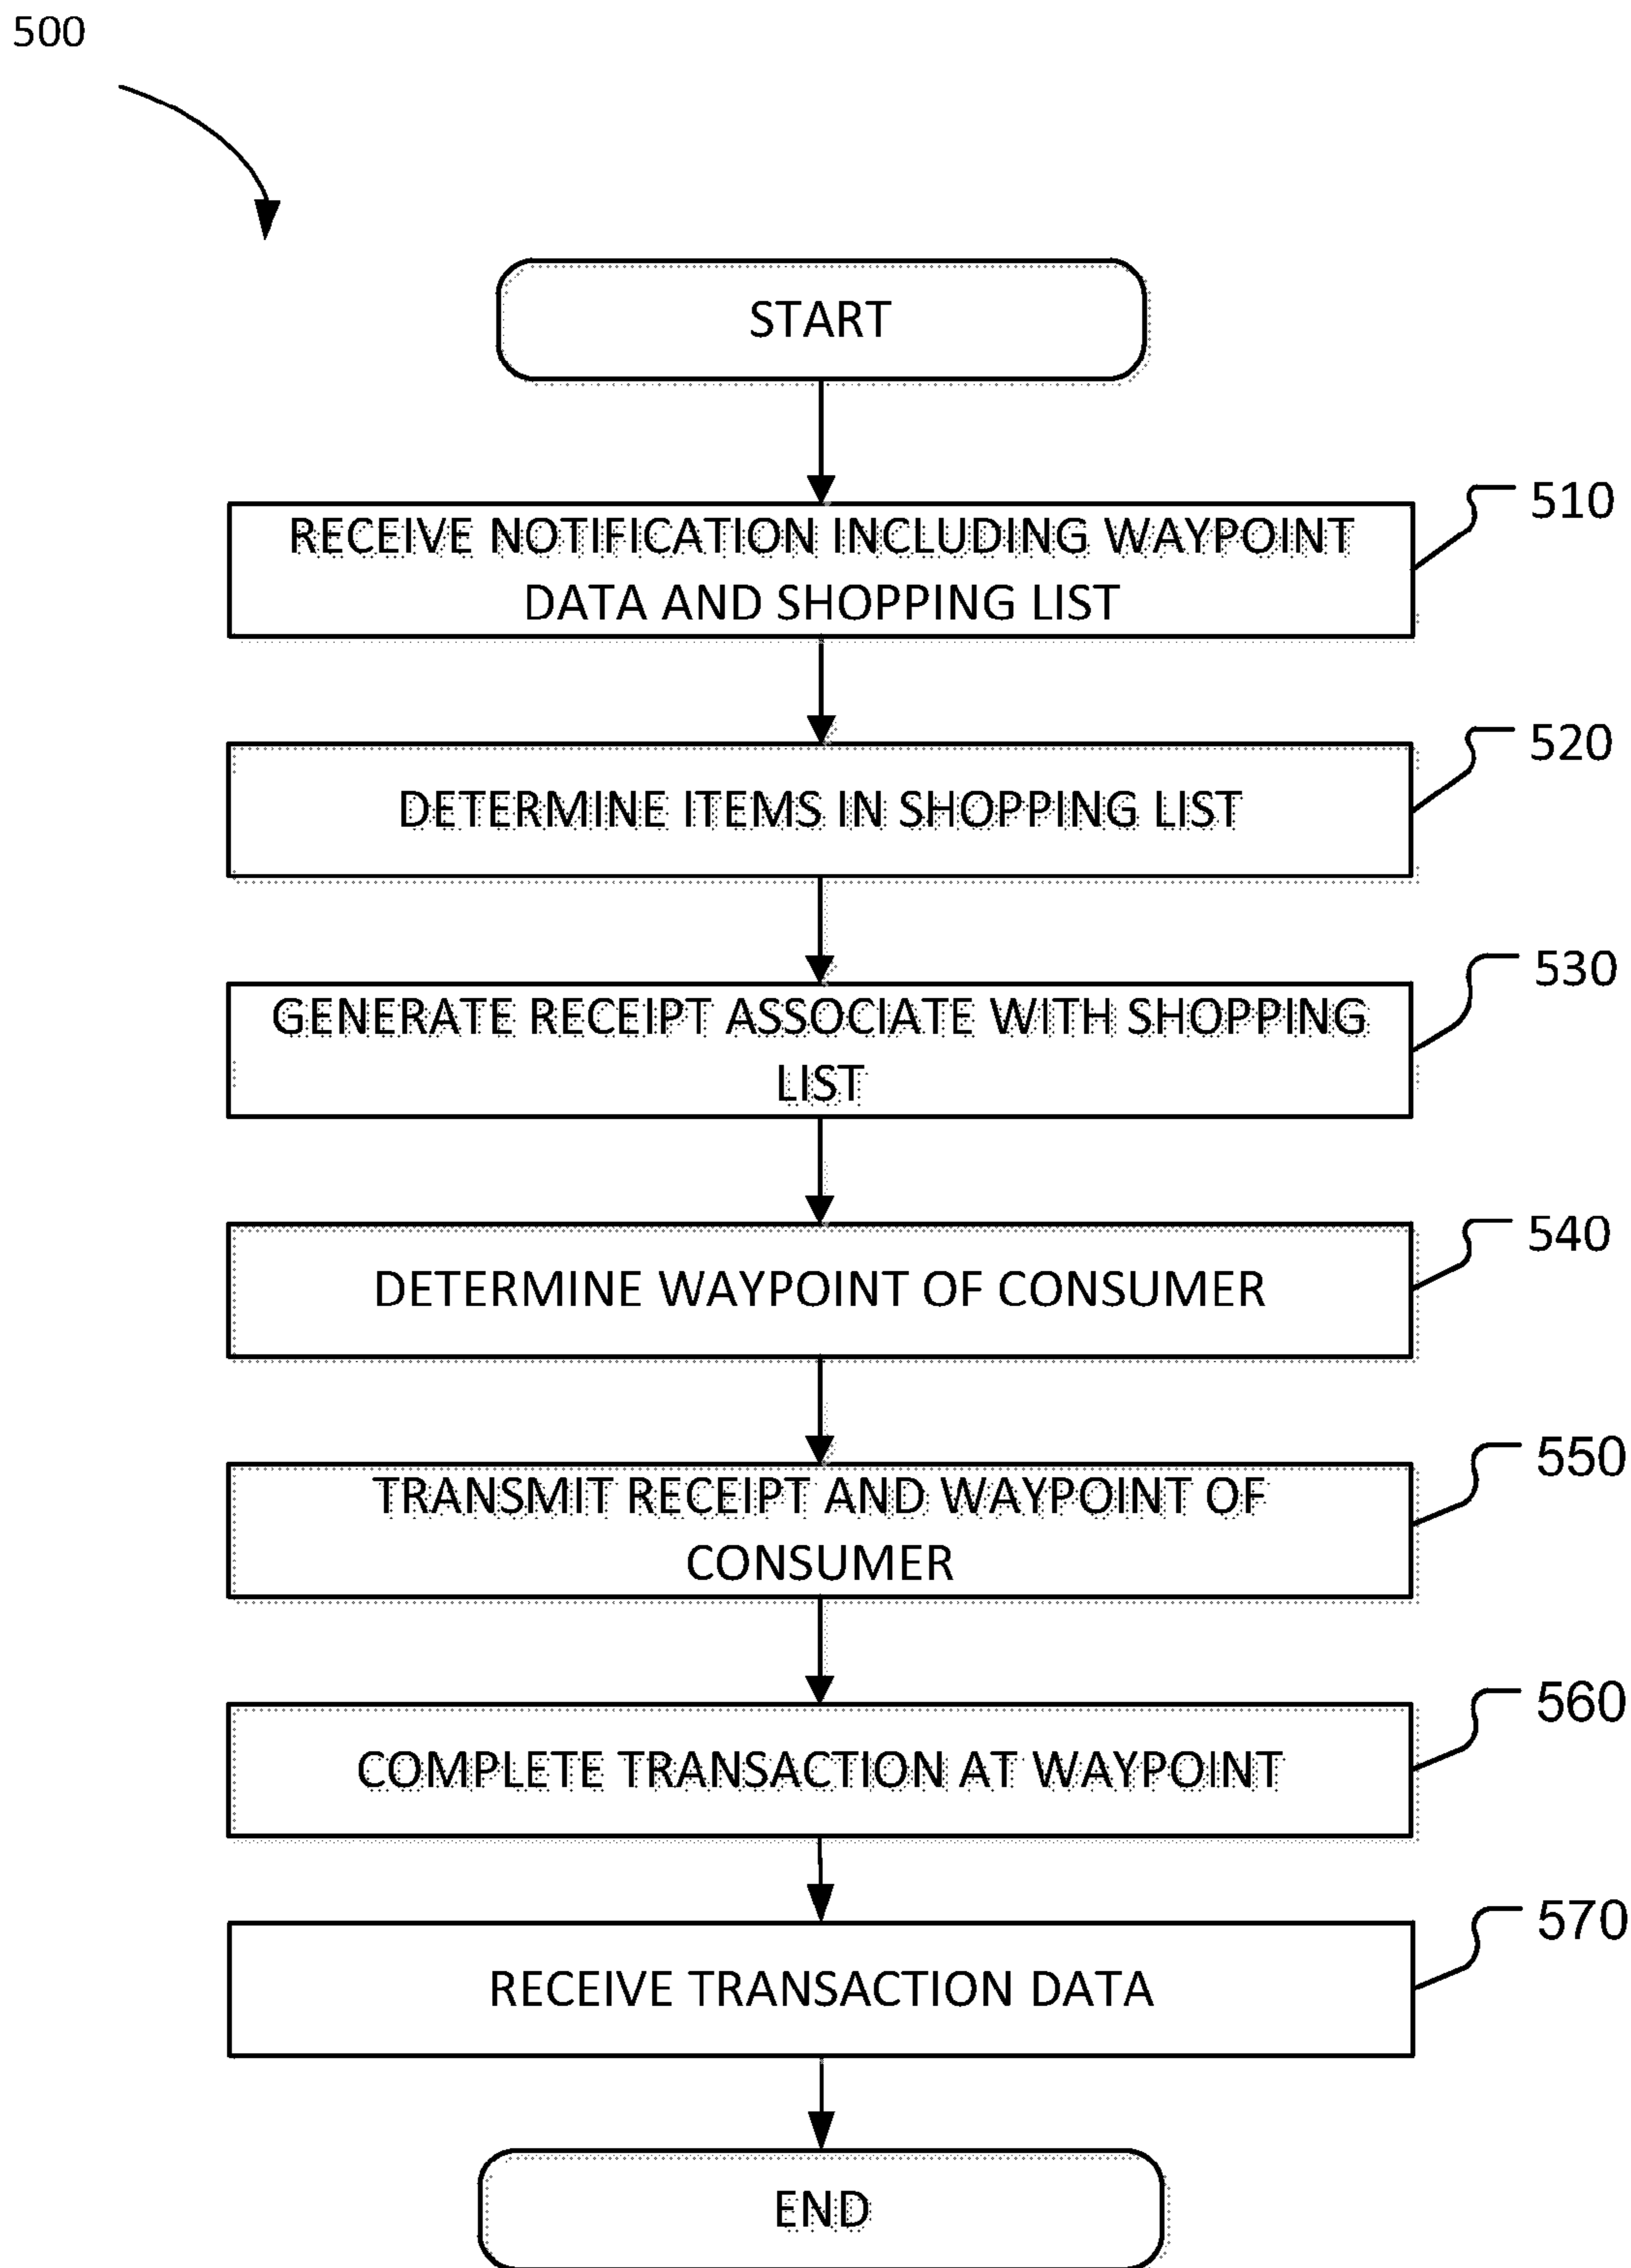 500
START
RECEIVE NOTIFICATION INCLUDING WAYPOINT
DATA AND SHOPPING LIST
510
DETERMINE ITEMS IN SHOPPING LIST
520
GENERATE RECEIPT ASSOCIATE WITH SHOPPING
LIST
530
DETERMINE WAYPOINT OF CONSUMER
540
TRANSMIT RECEIPT AND WAYPOINT OF
CONSUMER
550
COMPLETE TRANSACTION AT WAYPOINT
560
RECEIVE TRANSACTION DATA
570
END